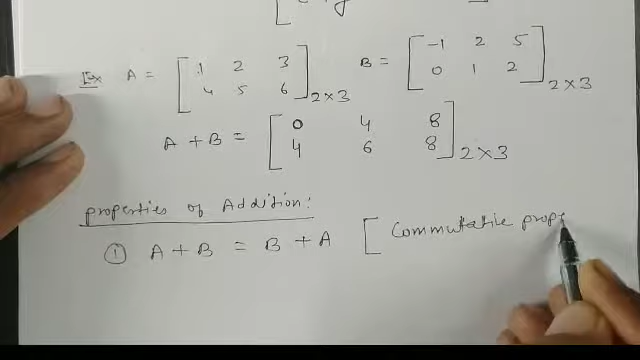 Ex A = [ 1 2 3 B = [ -1 2 5
4 5 6 ]2×3 0 1 2 ]2×3
A + B = [ 0 4 8
4 6 8 ]2×3
properties of Addition:
① A + B = B + A [ Commutative prope